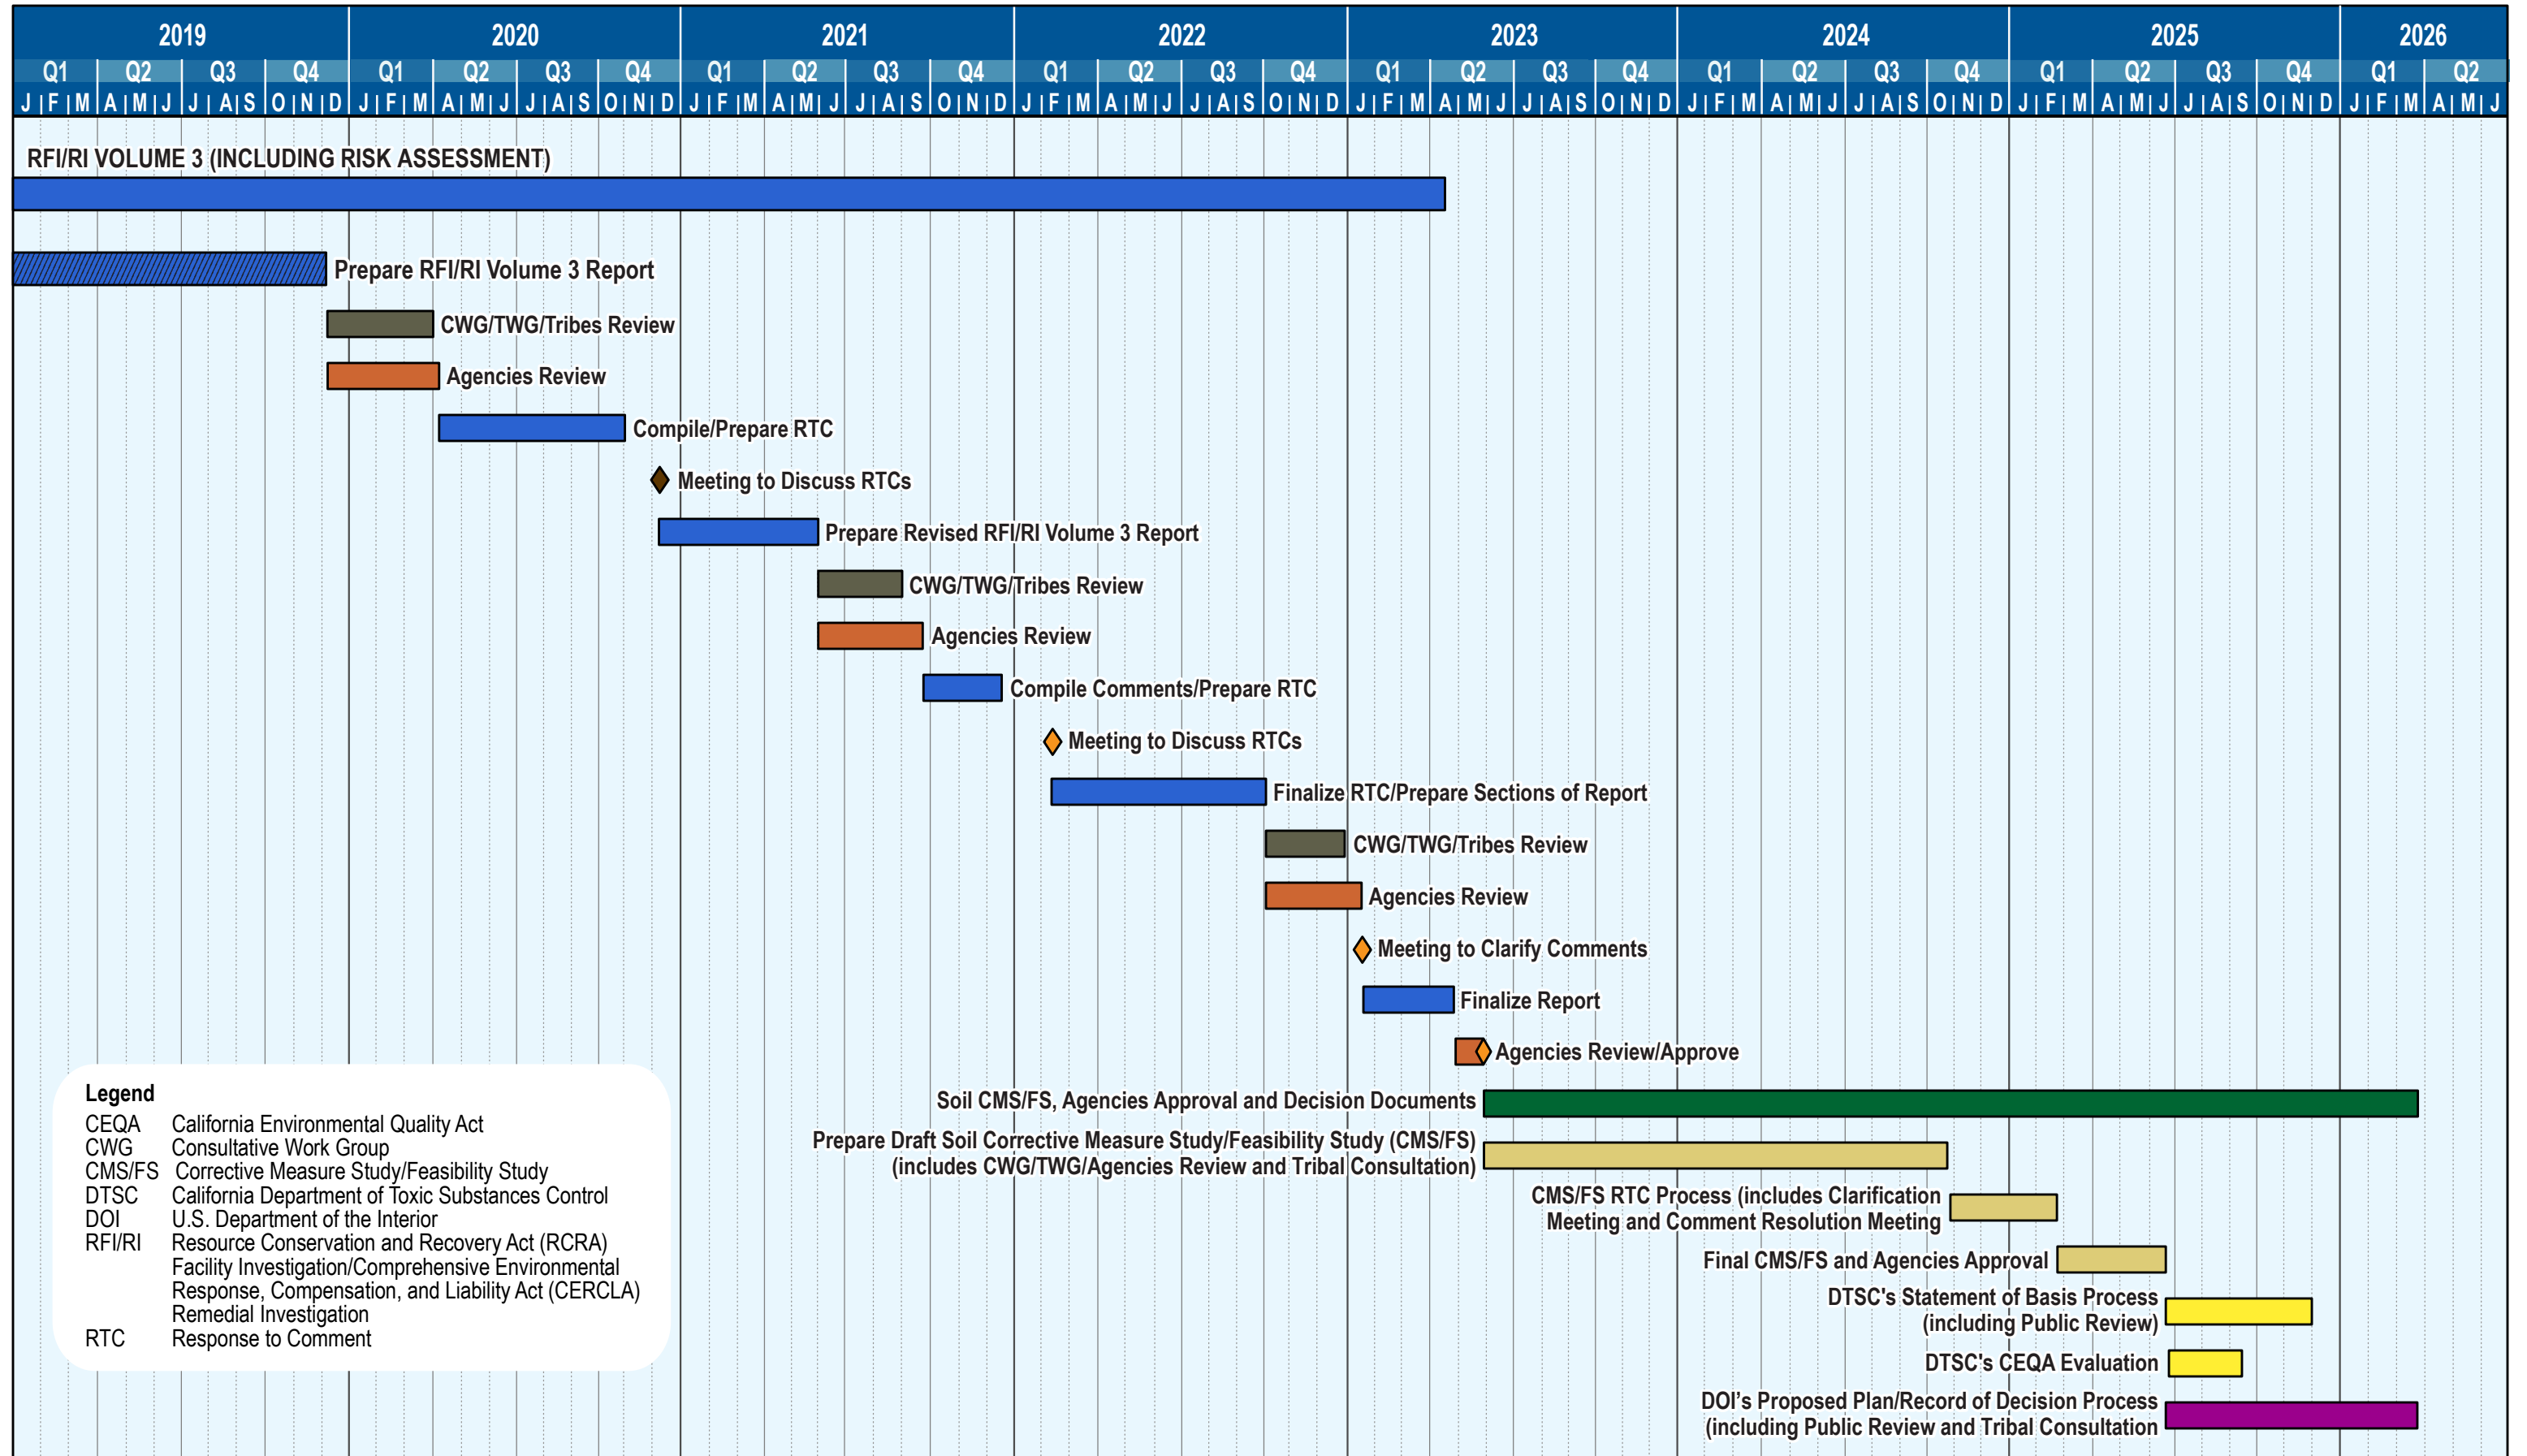 2019 2020 2021 2022 2023 2024 2025 2026
Q1 Q2 Q3 Q4 Q1 Q2 Q3 Q4 Q1 Q2 Q3 Q4 Q1 Q2 Q3 Q4 Q1 Q2 Q3 Q4 Q1 Q2 Q3 Q4 Q1 Q2 Q3 Q4 Q1 Q2
J F M A M J J A S O N D J F M A M J J A S O N D J F M A M J J A S O N D J F M A M J J A S O N D J F M A M J J A S O N D J F M A M J J A S O N D J F M A M J J A S O N D J F M A M J
RFI/RI VOLUME 3 (INCLUDING RISK ASSESSMENT)
Prepare RFI/RI Volume 3 Report
CWG/TWG/Tribes Review
Agencies Review
Compile/Prepare RTC
Meeting to Discuss RTCs
Prepare Revised RFI/RI Volume 3 Report
CWG/TWG/Tribes Review
Agencies Review
Compile Comments/Prepare RTC
Meeting to Discuss RTCs
Finalize RTC/Prepare Sections of Report
CWG/TWG/Tribes Review
Agencies Review
Meeting to Clarify Comments
Finalize Report
Agencies Review/Approve
Soil CMS/FS, Agencies Approval and Decision Documents
Prepare Draft Soil Corrective Measure Study/Feasibility Study (CMS/FS)
(includes CWG/TWG/Agencies Review and Tribal Consultation)
CMS/FS RTC Process (includes Clarification
Meeting and Comment Resolution Meeting
Final CMS/FS and Agencies Approval
DTSC's Statement of Basis Process
(including Public Review)
DTSC's CEQA Evaluation
DOI’s Proposed Plan/Record of Decision Process
(including Public Review and Tribal Consultation
Legend
CEQA California Environmental Quality Act
CWG Consultative Work Group
CMS/FS Corrective Measure Study/Feasibility Study
DTSC California Department of Toxic Substances Control
DOI U.S. Department of the Interior
RFI/RI Resource Conservation and Recovery Act (RCRA)
Facility Investigation/Comprehensive Environmental
Response, Compensation, and Liability Act (CERCLA)
Remedial Investigation
RTC Response to Comment